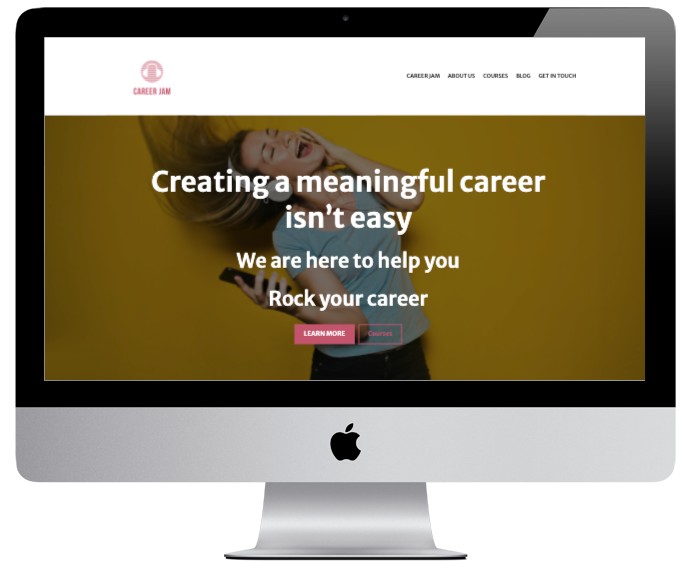 CAREER JAM
CAREER JAM ABOUT US COURSES BLOG GET IN TOUCH
Creating a meaningful career
isn't easy
We are here to help you
Rock your career
LEARN MORE Courses